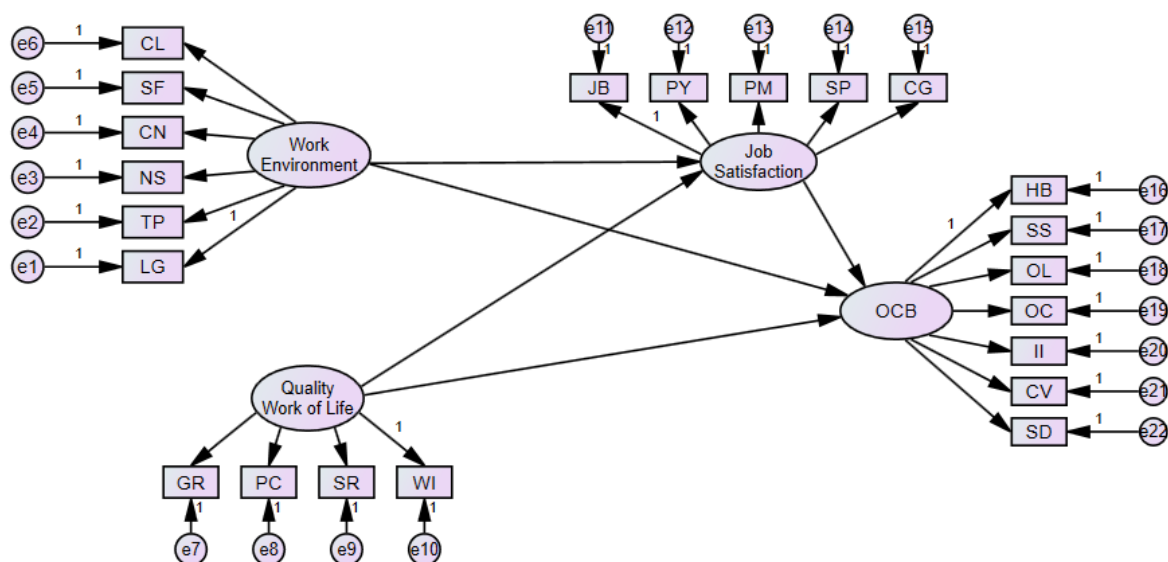 e6 1 CL
e5 1 SF
e4 1 CN
e3 1 NS
e2 1 TP
e1 1 LG
1
Work
Environment
e11 e12 e13 e14 e15
1 1 1 1 1
JB PY PM SP CG
1
Job
Satisfaction
1
HB 1 e16
SS 1 e17
OL 1 e18
OC 1 e19
II 1 e20
CV 1 e21
SD 1 e22
OCB
Quality
Work of Life
1
GR PC SR WI
1 1 1 1
e7 e8 e9 e10